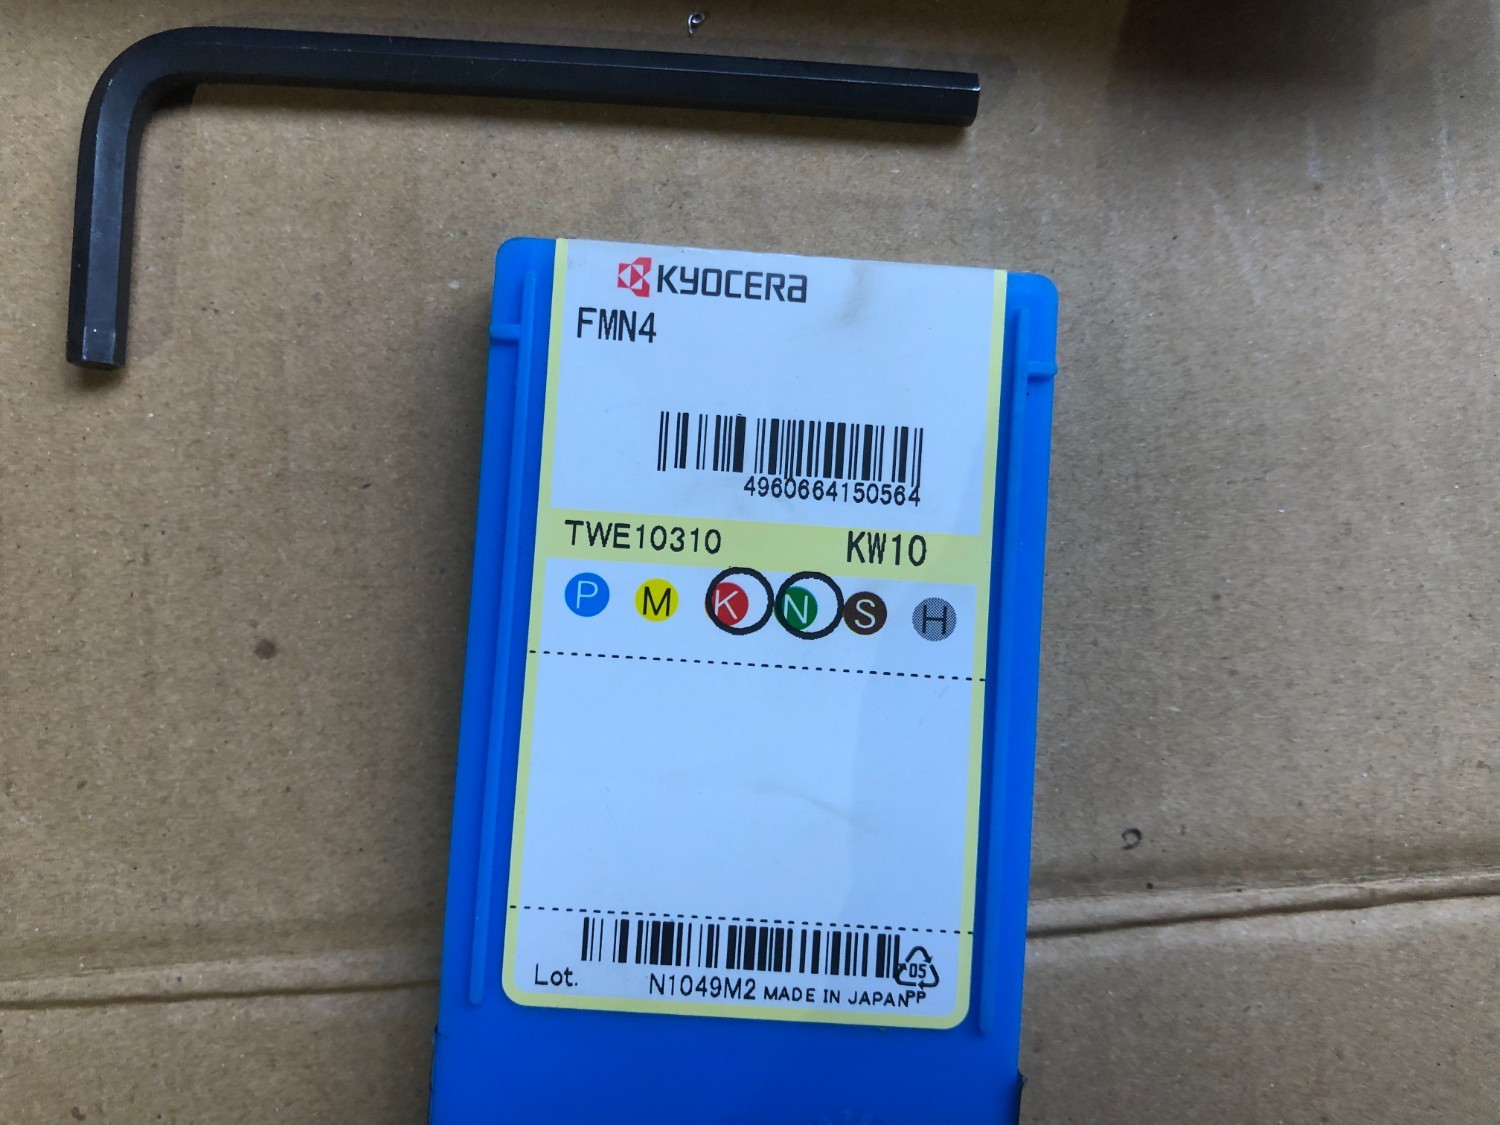 KYOCERA
FMN4
4960664150564
TWE10310 KW10
P M K N S H
Lot. N1049M2 MADE IN JAPAN
05
PP